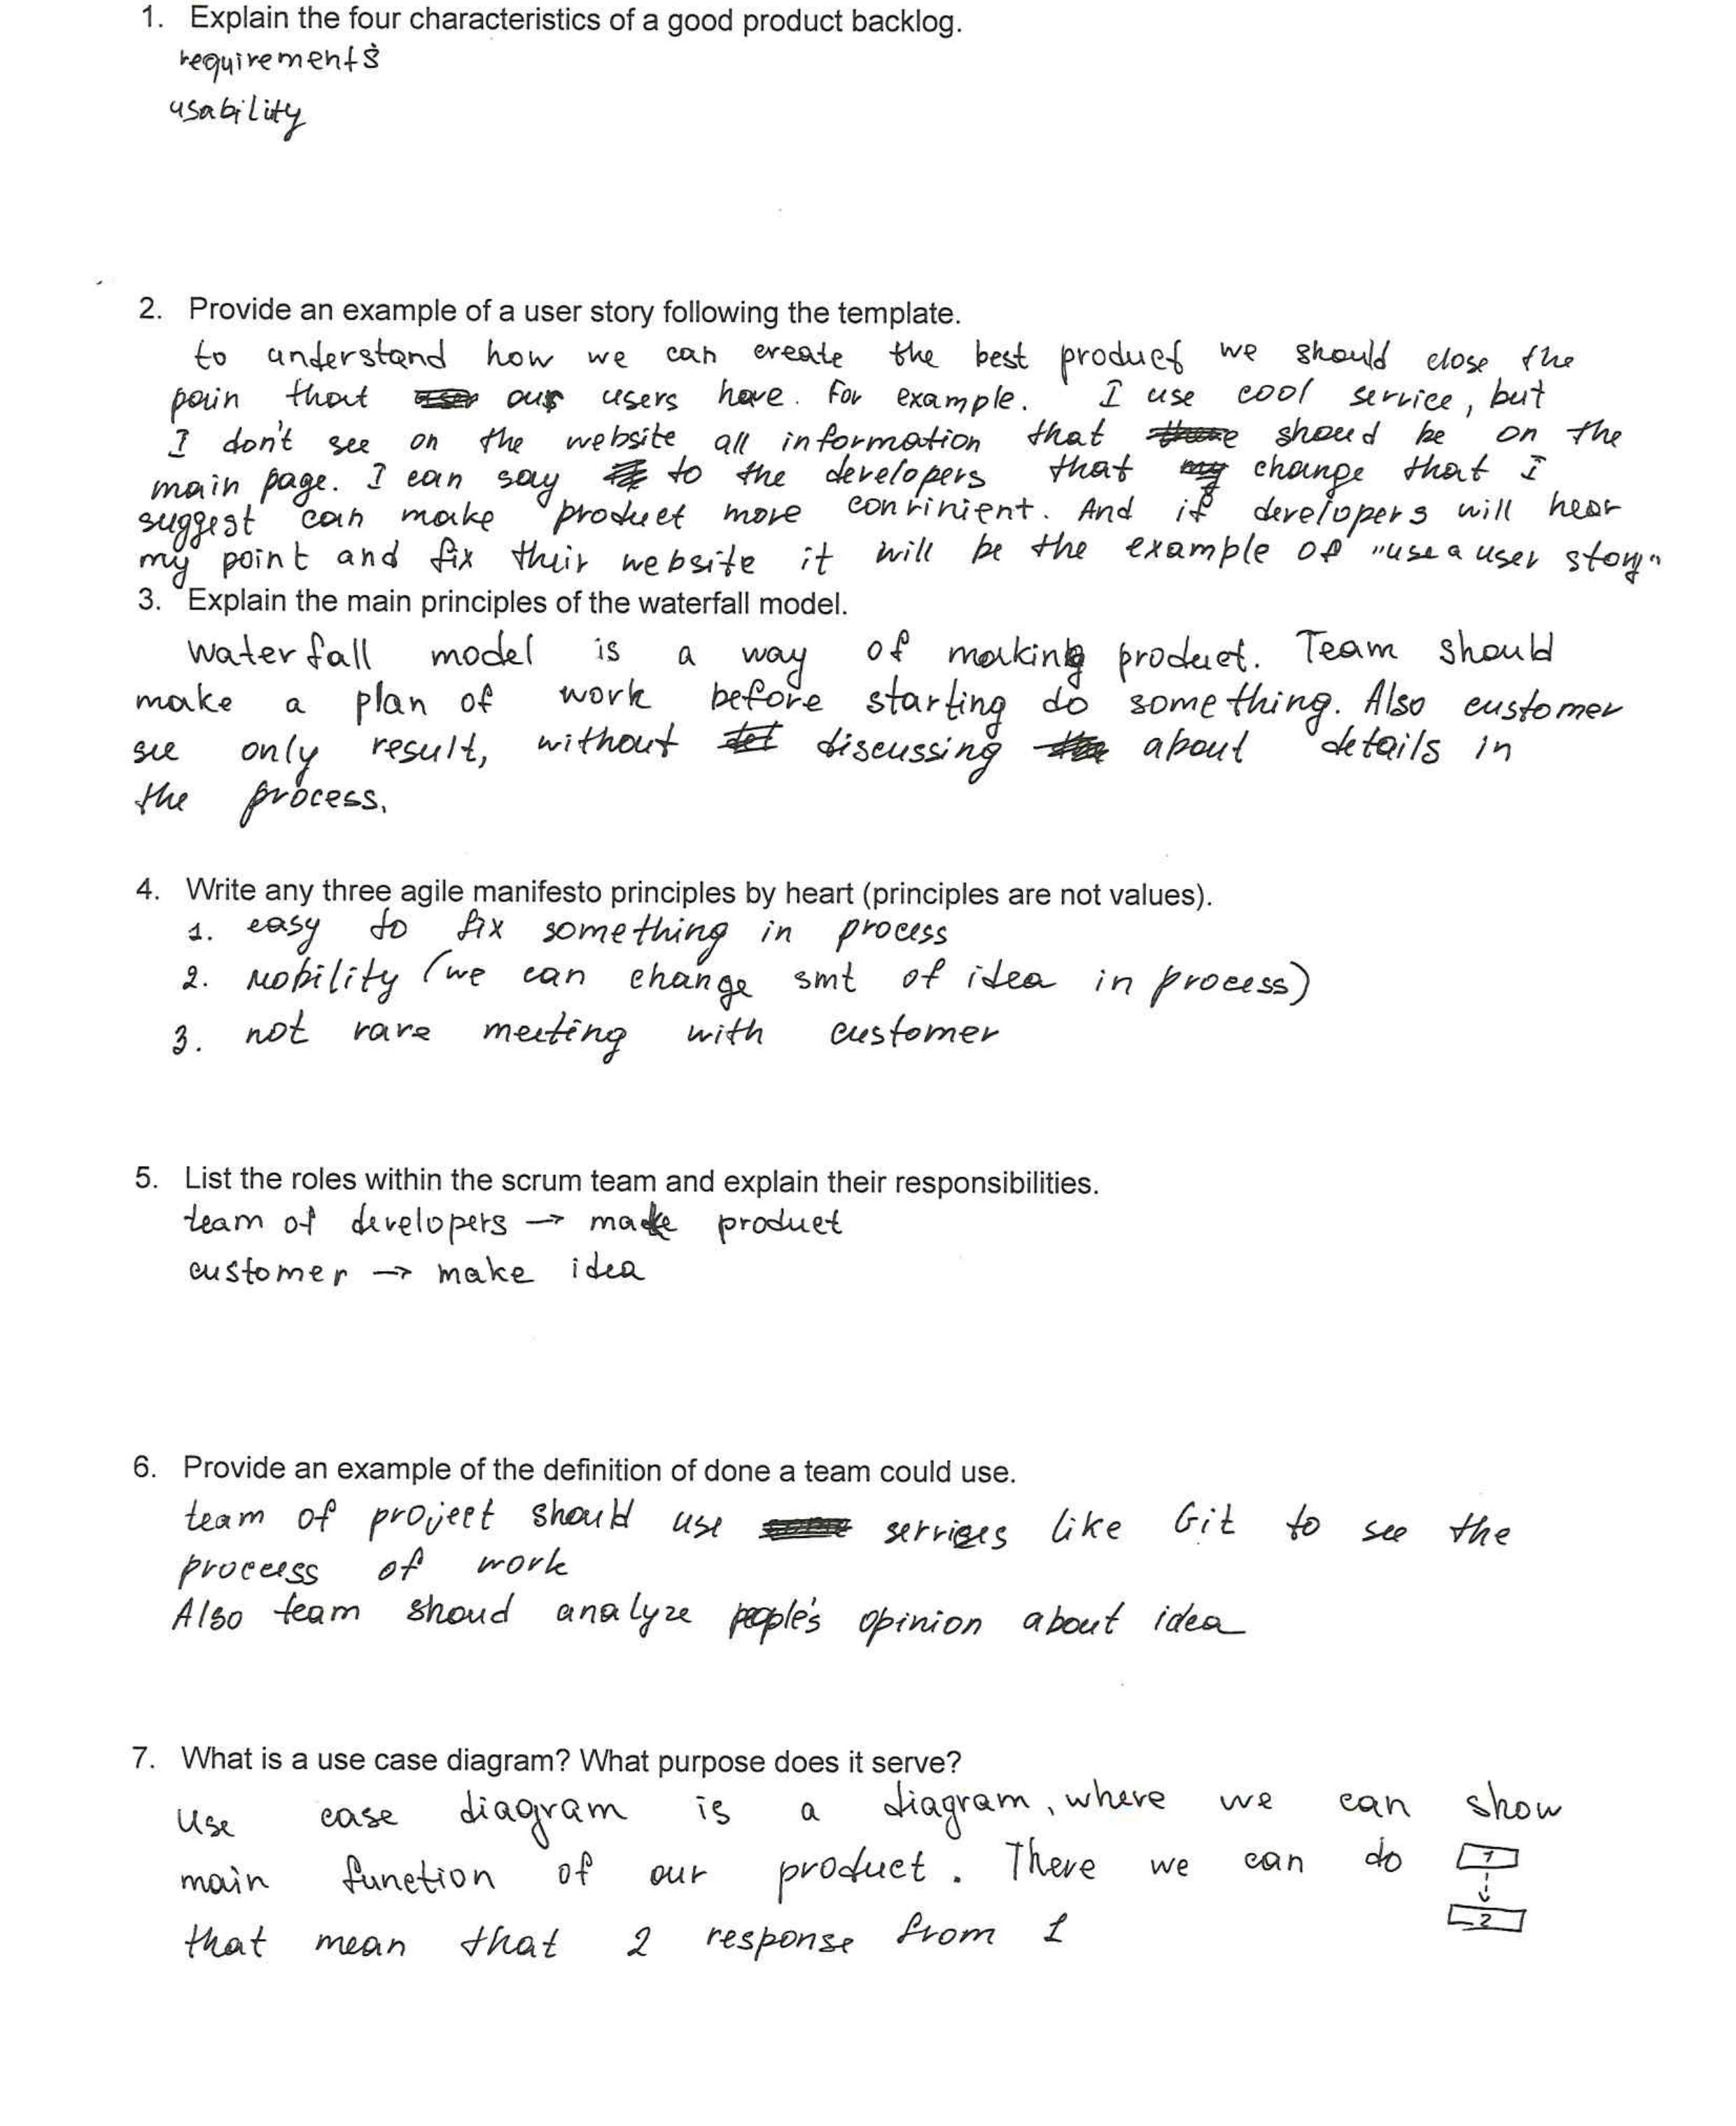 1. Explain the four characteristics of a good product backlog.
requirements
usability
2. Provide an example of a user story following the template.
to understand how we can create the best product we should close the
pain that our users have. For example. I use cool service, but
I don't see on the website all information that shoud be on the
main page. I can say to the developers that change that I
suggest can make product more convinient. And if developers will hear
my point and fix their website it will be the example of "use a user story"
3. Explain the main principles of the waterfall model.
Waterfall model is a way of making product. Team should
make a plan of work before starting do something. Also customer
see only result, without discussing about details in
the process.
4. Write any three agile manifesto principles by heart (principles are not values).
1. easy to fix something in process
2. mobility (we can change smt of idea in process)
3. not rare meeting with customer
5. List the roles within the scrum team and explain their responsibilities.
team of developers → make product
customer → make idea
6. Provide an example of the definition of done a team could use.
team of project should use services like Git to see the
proccess of work
Also team shoud analyze people's opinion about idea
7. What is a use case diagram? What purpose does it serve?
Use case diagram is a diagram, where we can show
main function of our product. There we can do 1
2
that mean that 2 response from 1